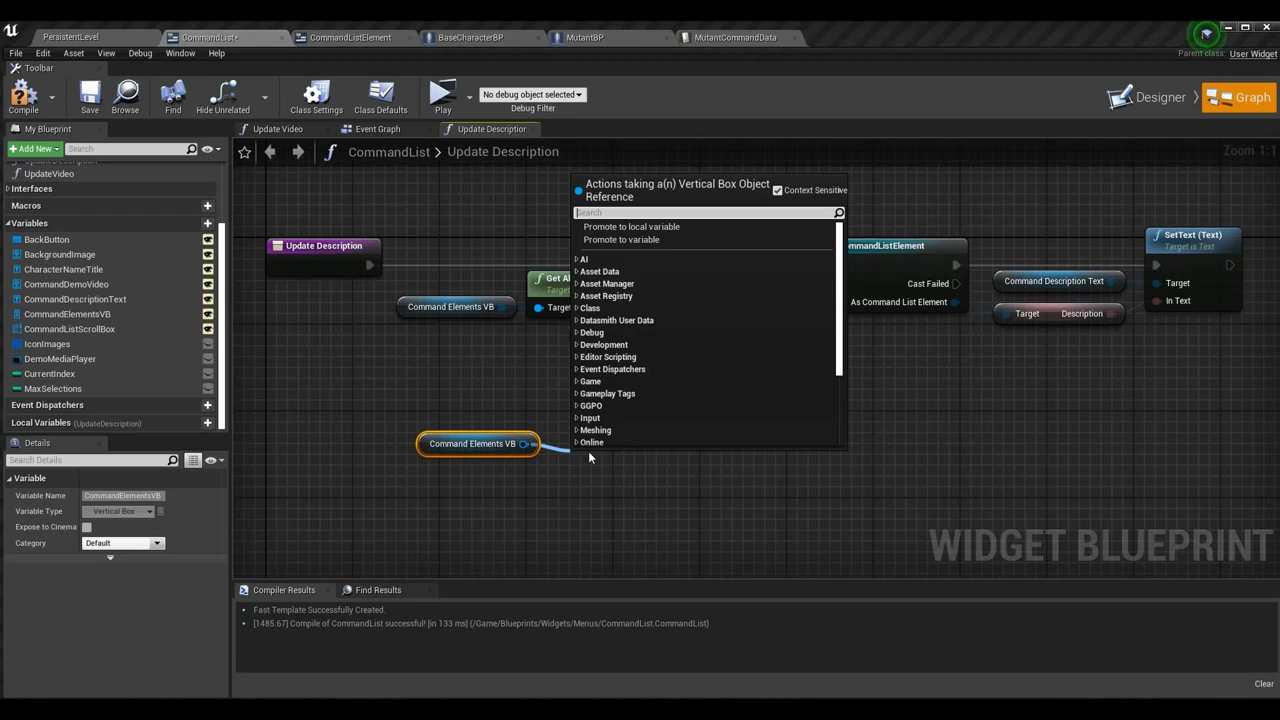 PersistentLevel
CommandList*
CommandListElement
BaseCharacterBP
MutantBP
MutantCommandData
File Edit Asset View Debug Window Help
Parent class: User Widget
Toolbar
Compile
Save
Browse
Find
Hide Unrelated
Class Settings
Class Defaults
Play
No debug object selected
Debug Filter
Designer
Graph
My Blueprint
Add New
Search
UpdateVideo
Interfaces
Macros
Variables
BackButton
BackgroundImage
CharacterNameTitle
CommandDemoVideo
CommandDescriptionText
CommandElementsVB
CommandListScrollBox
IconImages
DemoMediaPlayer
CurrentIndex
MaxSelections
Event Dispatchers
Local Variables (UpdateDescription)
Details
Search Details
Variable
Variable Name CommandElementsVB
Variable Type Vertical Box
Expose to Cinema
Category Default
Update Video
Event Graph
Update Descriptior
CommandList > Update Description
Zoom 1:1
Update Description
Command Elements VB
Get Al
Target
Command Elements VB
Actions taking a(n) Vertical Box Object
Reference
Context Sensitive
Search
Promote to local variable
Promote to variable
AI
Asset Data
Asset Manager
Asset Registry
Class
Datasmith User Data
Debug
Development
Editor Scripting
Event Dispatchers
Game
Gameplay Tags
GGPO
Input
Meshing
Online
ommandListElement
Cast Failed
As Command List Element
Command Description Text
Target Description
SetText (Text)
Target is Text
Target
In Text
WIDGET BLUEPRINT
Compiler Results
Find Results
Fast Template Successfully Created.
[1485.67] Compile of CommandList successful! [in 133 ms] (/Game/Blueprints/Widgets/Menus/CommandList.CommandList)
Clear